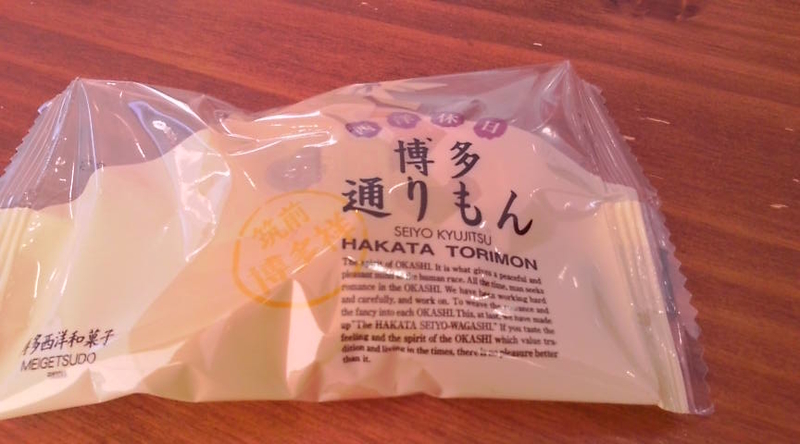 西洋休日
博多
通りもん
SEIYO KYUJITSU
HAKATA TORIMON
The spirit of OKASHI. It is what gives a peaceful and
pleasant mind to the human race. All the time, man seeks
romance in the OKASHI. We have been working hard
and carefully, and work on. To weave the romance and
the fancy into each OKASHI. This, at last, we have made
up "The HAKATA SEIYO-WAGASHI." If you taste the
feeling and the spirit of the OKASHI which value tra-
dition and living in the times, there is no pleasure better
than it.
筑前
博多祥
多西洋和菓子
MEIGETSUDO